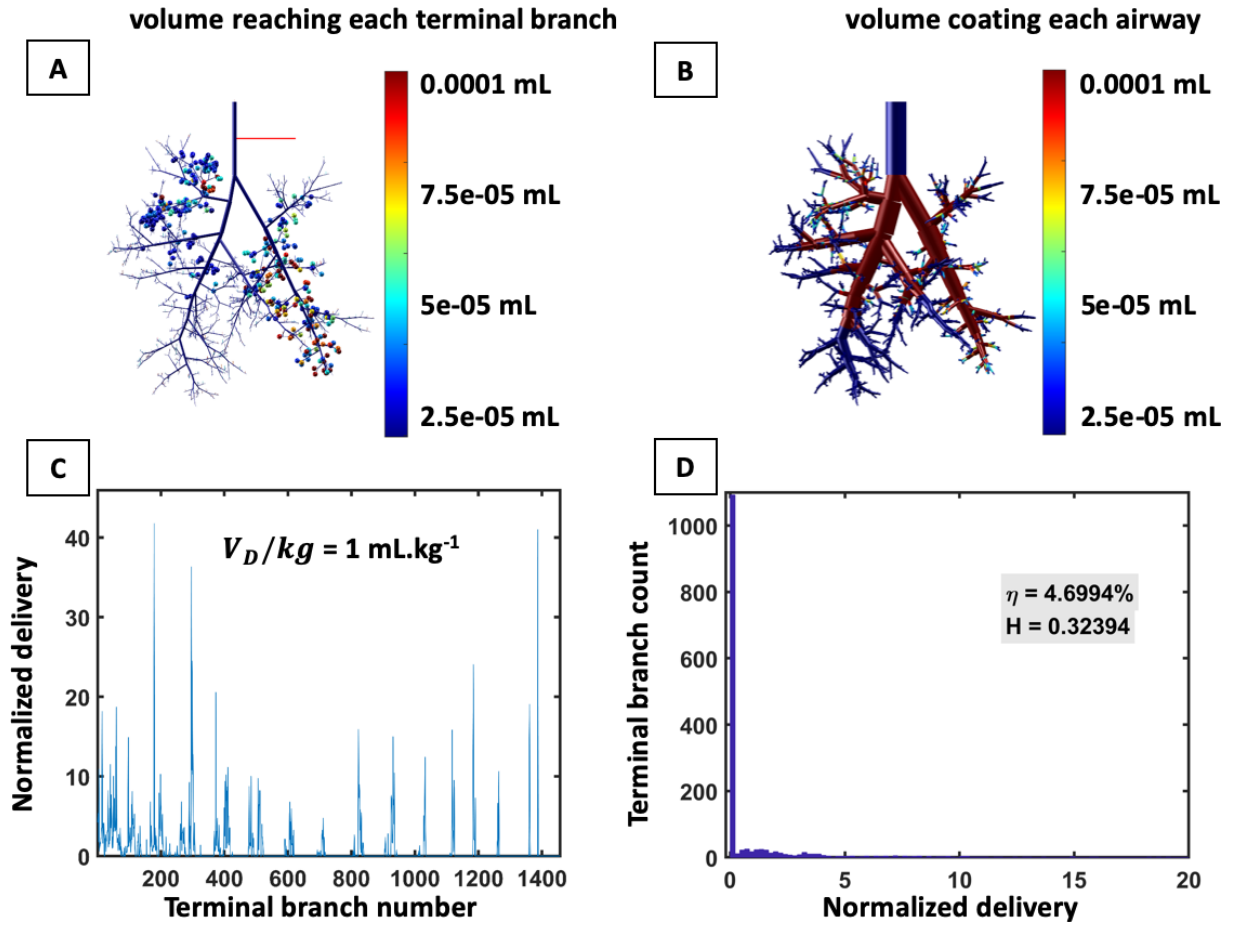 volume reaching each terminal branch
volume coating each airway
A
0.0001 mL
7.5e-05 mL
5e-05 mL
2.5e-05 mL
B
0.0001 mL
7.5e-05 mL
5e-05 mL
2.5e-05 mL
C
Normalized delivery
40
30
20
10
0
V_D/kg = 1 mL.kg⁻¹
200 400 600 800 1000 1200 1400
Terminal branch number
D
Terminal branch count
1000
800
600
400
200
0
η = 4.6994%
H = 0.32394
0 5 10 15 20
Normalized delivery